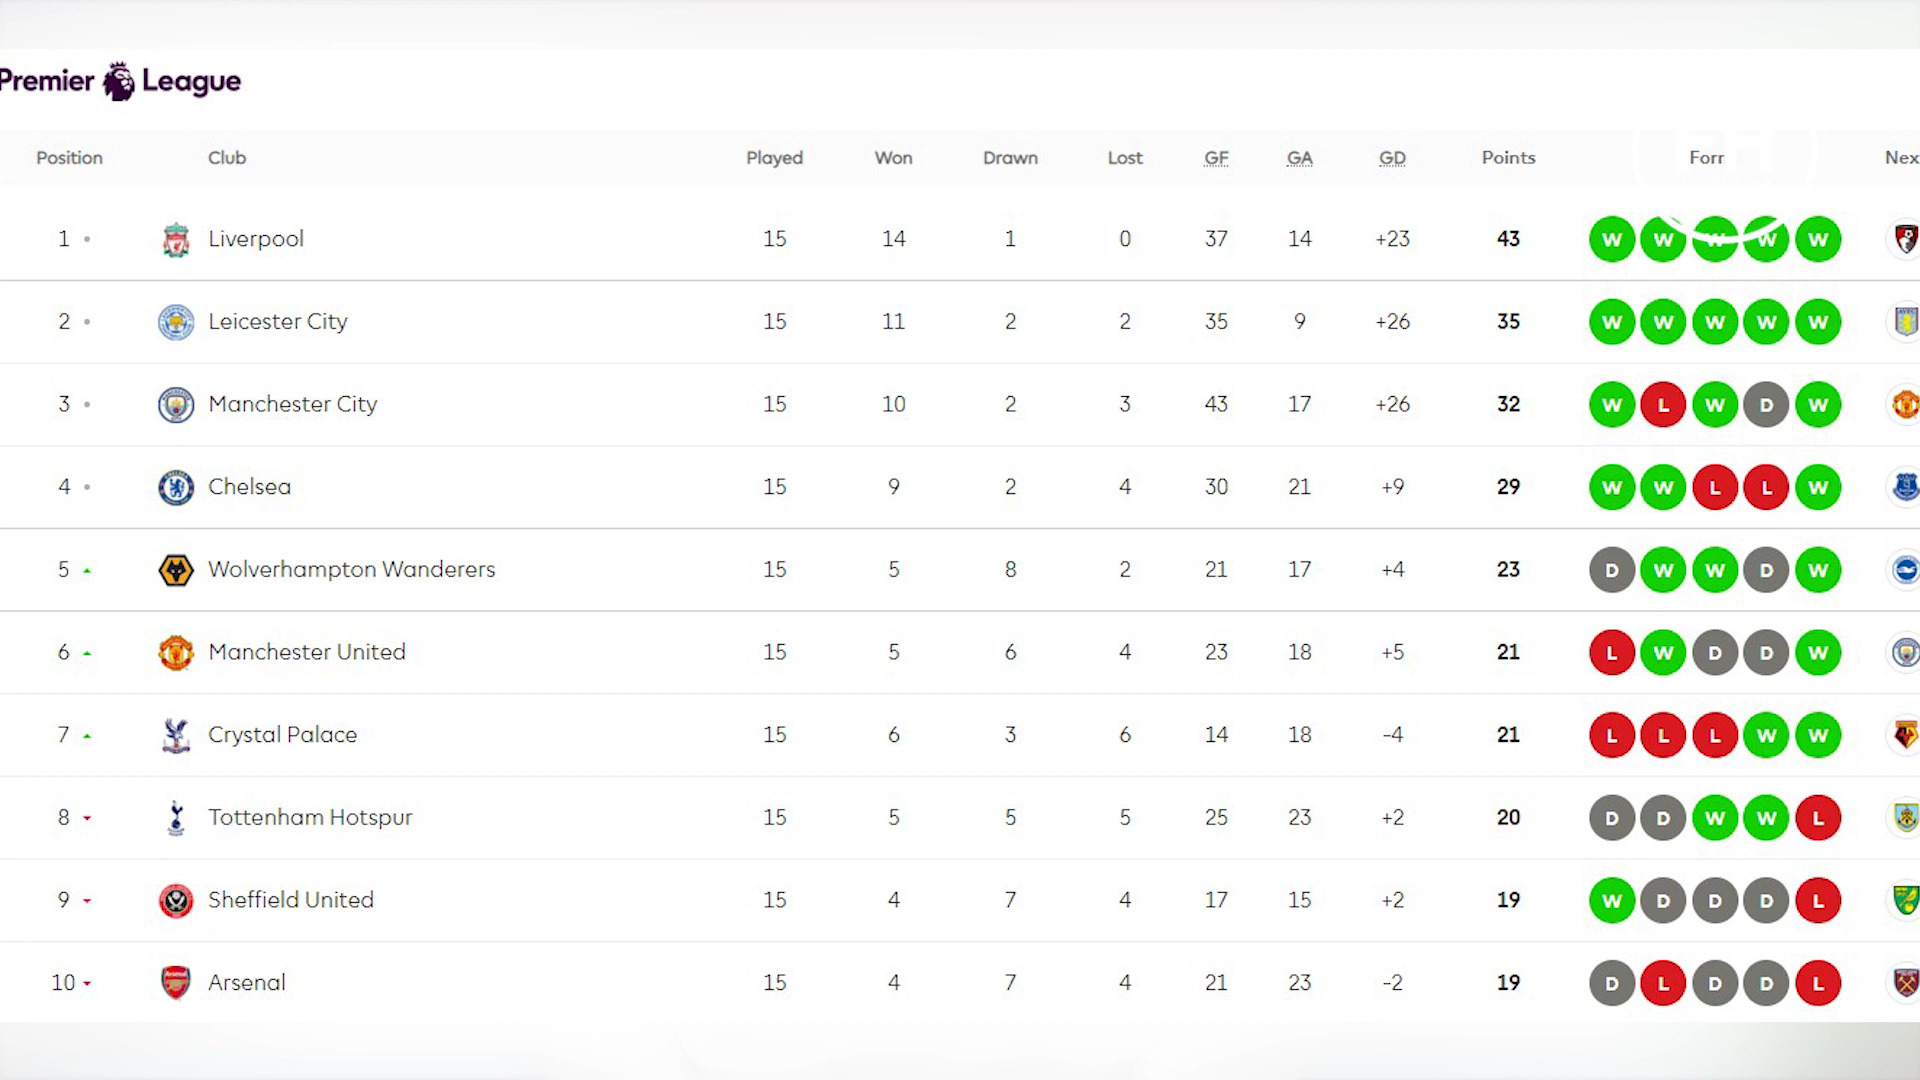 Premier League
Position Club Played Won Drawn Lost GF GA GD Points Forr Nex
1 Liverpool 15 14 1 0 37 14 +23 43 W W W W W
2 Leicester City 15 11 2 2 35 9 +26 35 W W W W W
3 Manchester City 15 10 2 3 43 17 +26 32 W L W D W
4 Chelsea 15 9 2 4 30 21 +9 29 W W L L W
5 Wolverhampton Wanderers 15 5 8 2 21 17 +4 23 D W W D W
6 Manchester United 15 5 6 4 23 18 +5 21 L W D D W
7 Crystal Palace 15 6 3 6 14 18 -4 21 L L L W W
8 Tottenham Hotspur 15 5 5 5 25 23 +2 20 D D W W L
9 Sheffield United 15 4 7 4 17 15 +2 19 W D D D L
10 Arsenal 15 4 7 4 21 23 -2 19 D L D D L